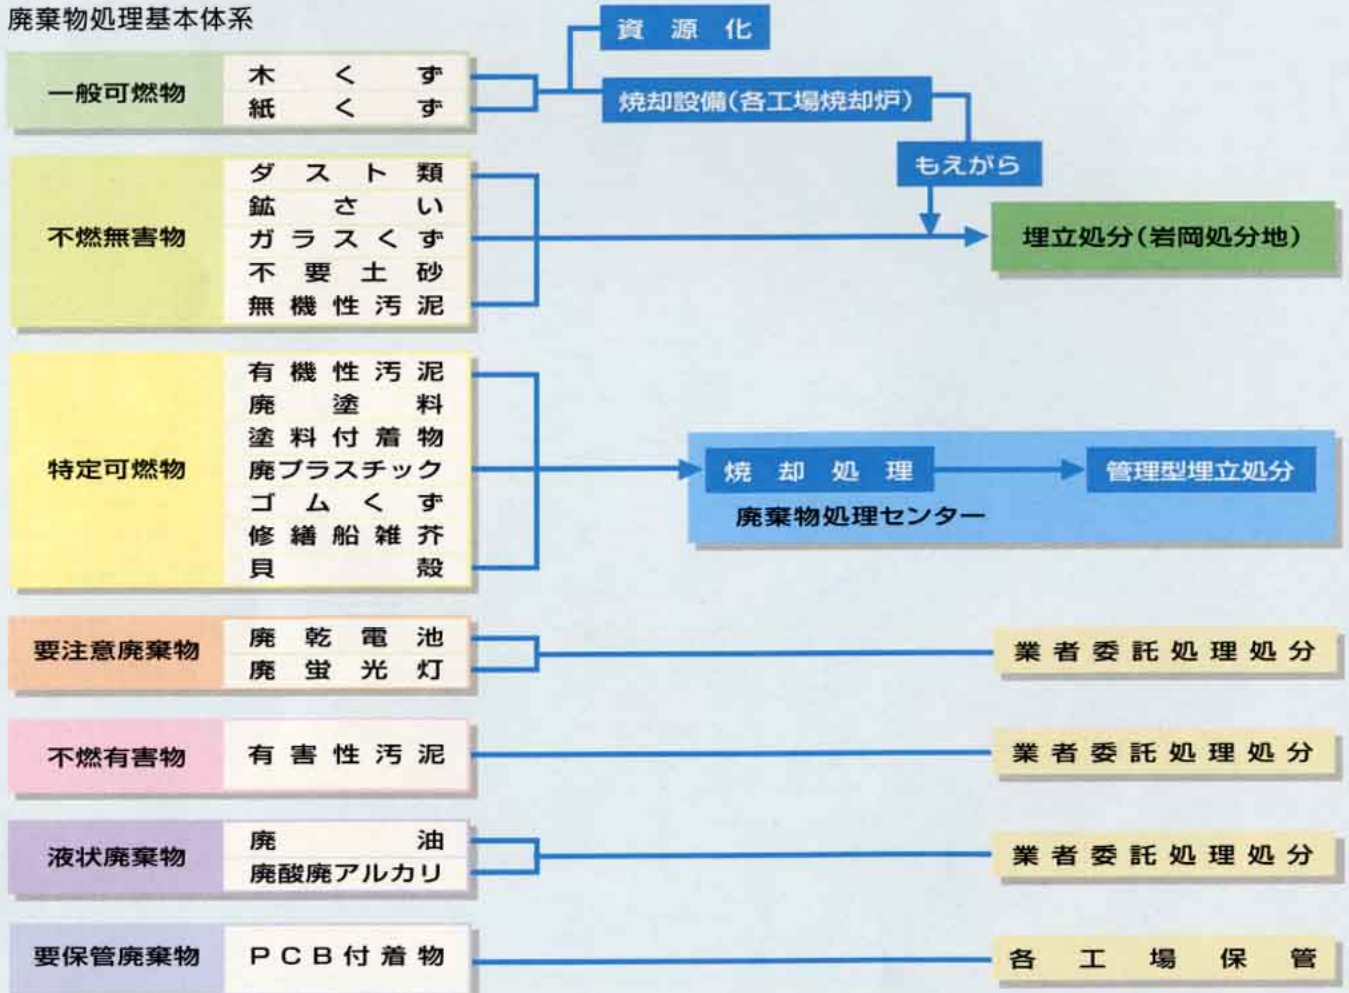 廃棄物処理基本体系
一般可燃物
木くず
紙くず
資源化
焼却設備(各工場焼却炉)
もえがら
不燃無害物
ダスト類
鉱さい
ガラスくず
不要土砂
無機性汚泥
埋立処分(岩岡処分地)
特定可燃物
有機性汚泥
廃塗料
塗料付着物
廃プラスチック
ゴムくず
修繕船雑芥
貝殻
焼却処理
管理型埋立処分
廃棄物処理センター
要注意廃棄物
廃乾電池
廃蛍光灯
業者委託処理処分
不燃有害物
有害性汚泥
業者委託処理処分
液状廃棄物
廃油
廃酸廃アルカリ
業者委託処理処分
要保管廃棄物
PCB付着物
各工場保管